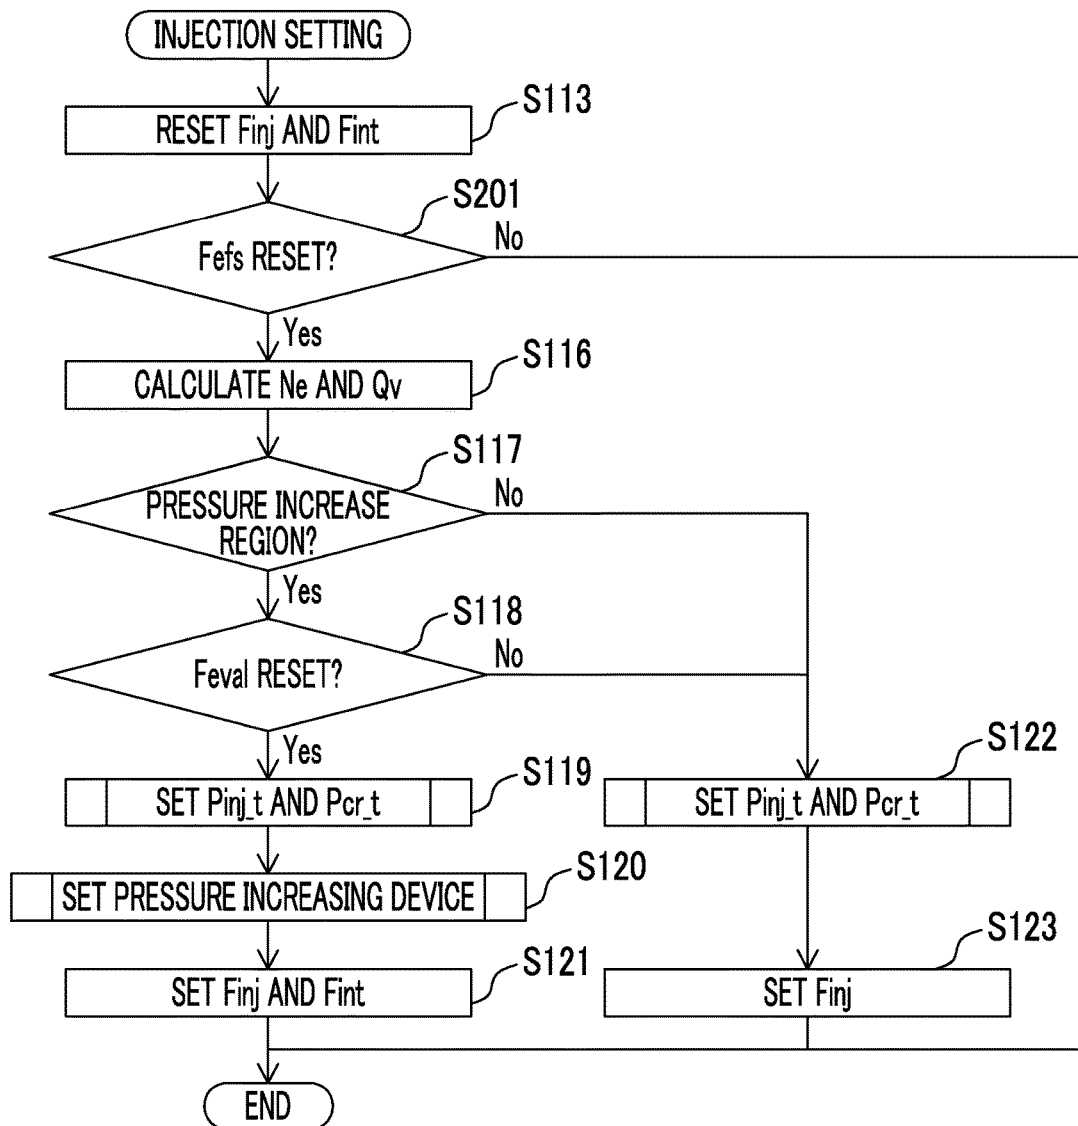 INJECTION SETTING
S113
RESET Finj AND Fint
S201
Fefs RESET?
No
Yes
S116
CALCULATE Ne AND Qv
S117
PRESSURE INCREASE
REGION?
No
Yes
S118
Feval RESET?
No
Yes
S119
SET Pinj_t AND Pcr_t
S122
SET Pinj_t AND Pcr_t
S120
SET PRESSURE INCREASING DEVICE
S121
SET Finj AND Fint
S123
SET Finj
END